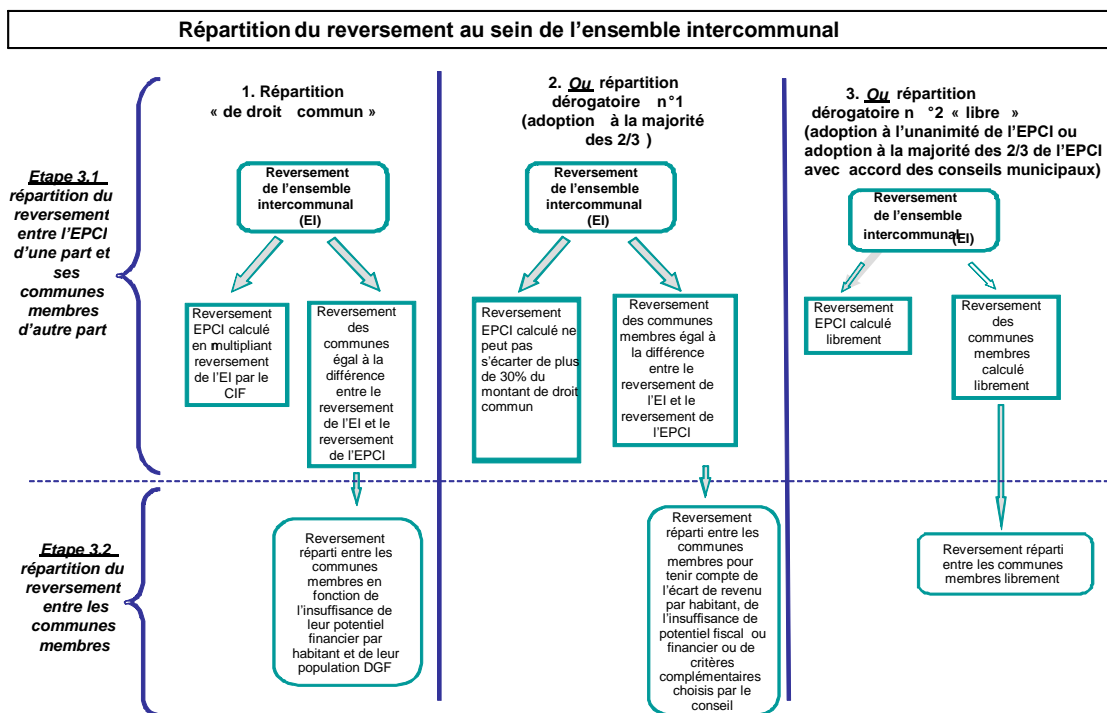 Répartition du reversement au sein de l’ensemble intercommunal
1. Répartition
« de droit commun »
2. Ou répartition
dérogatoire n°1
(adoption à la majorité
des 2/3 )
3. Ou répartition
dérogatoire n °2 « libre »
(adoption à l’unanimité de l’EPCI ou
adoption à la majorité des 2/3 de l’EPCI
avec accord des conseils municipaux)
Etape 3.1
répartition du
reversement
entre l’EPCI
d’une part et
ses
communes
membres
d’autre part
Reversement
de l’ensemble
intercommunal
(EI)
Reversement
EPCI calculé
en multipliant
reversement
de l’EI par le
CIF
Reversement
des
communes
égal à la
différence
entre le
reversement
de l’EI et le
reversement
de l’EPCI
Reversement
de l’ensemble
intercommunal
(EI)
Reversement
EPCI calculé ne
peut pas
s’écarter de plus
de 30% du
montant de droit
commun
Reversement
des communes
membres égal à
la différence
entre le
reversement de
l’EI et le
reversement de
l’EPCI
Reversement
de l’ensemble
intercommunal (EI)
Reversement
EPCI calculé
librement
Reversement
des
communes
membres
calculé
librement
Etape 3.2
répartition du
reversement
entre les
communes
membres
Reversement
réparti entre les
communes
membres en
fonction de
l’insuffisance de
leur potentiel
financier par
habitant et de leur
population DGF
Reversement
réparti entre les
communes
membres pour
tenir compte de
l’écart de revenu
par habitant, de
l’insuffisance de
potentiel fiscal ou
financier ou de
critères
complémentaires
choisis par le
conseil
Reversement réparti
entre les communes
membres librement